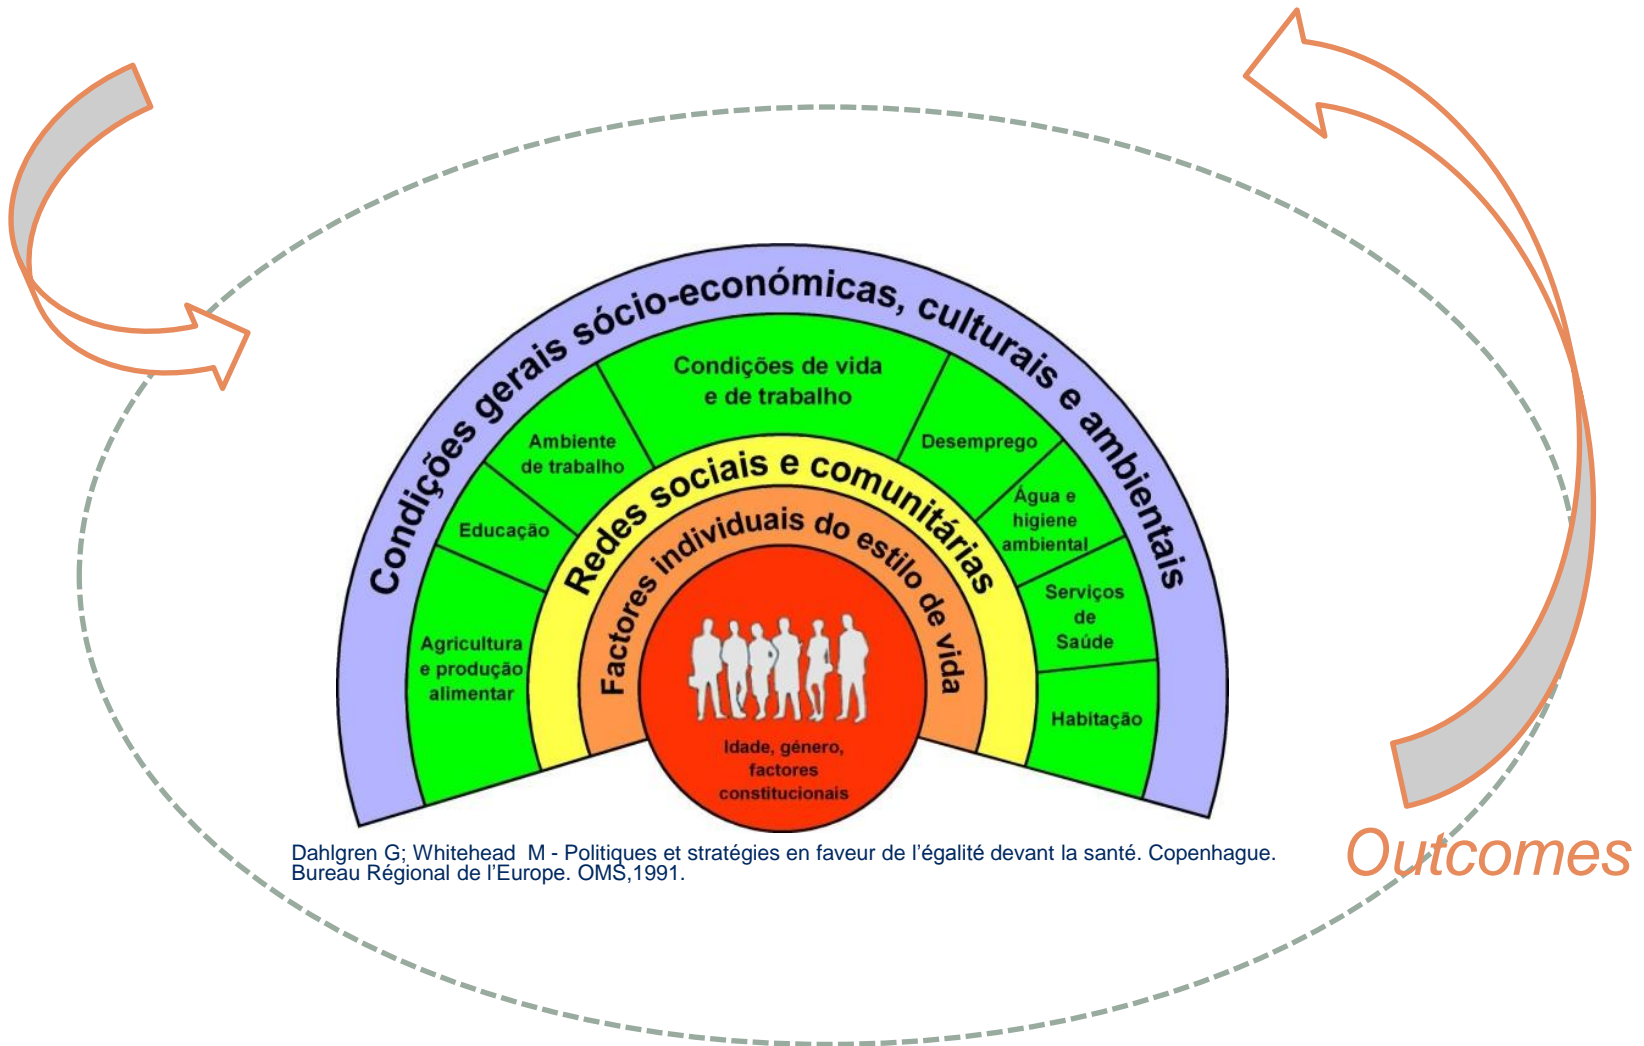 Condições gerais sócio-económicas, culturais e ambientais
Condições de vida
e de trabalho
Ambiente
de trabalho
Desemprego
Educação
Água e
higiene
ambiental
Agricultura
e produção
alimentar
Serviços
de
Saúde
Habitação
Redes sociais e comunitárias
Factores individuais do estilo de vida
Idade, género,
factores
constitucionais
Dahlgren G; Whitehead M - Politiques et stratégies en faveur de l’égalité devant la santé. Copenhague.
Bureau Régional de l’Europe. OMS,1991.
Outcomes